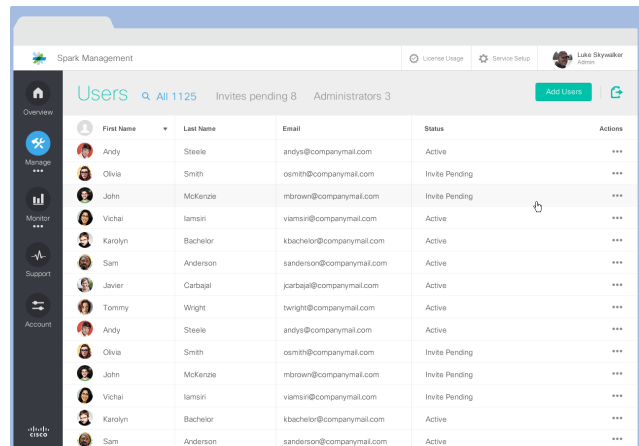 Spark Management
License Usage
Service Setup
Luke Skywalker
Admin
Overview
Manage
Monitor
Support
Account
CISCO
Users All 1125 Invites pending 8 Administrators 3 Add Users
First Name Last Name Email Status Actions
Andy Steele andys@companymail.com Active
Olivia Smith osmith@companymail.com Invite Pending
John McKenzie mbrown@companymail.com Invite Pending
Vichai Iamsiri viamsiri@companymail.com Active
Karolyn Bachelor kbachelor@companymail.com Active
Sam Anderson sanderson@companymail.com Active
Javier Carbajal jcarbajal@companymail.com Active
Tommy Wright twright@companymail.com Active
Andy Steele andys@companymail.com Active
Olivia Smith osmith@companymail.com Invite Pending
John McKenzie mbrown@companymail.com Invite Pending
Vichai Iamsiri viamsiri@companymail.com Invite Pending
Karolyn Bachelor kbachelor@companymail.com Active
Sam Anderson sanderson@companymail.com Active